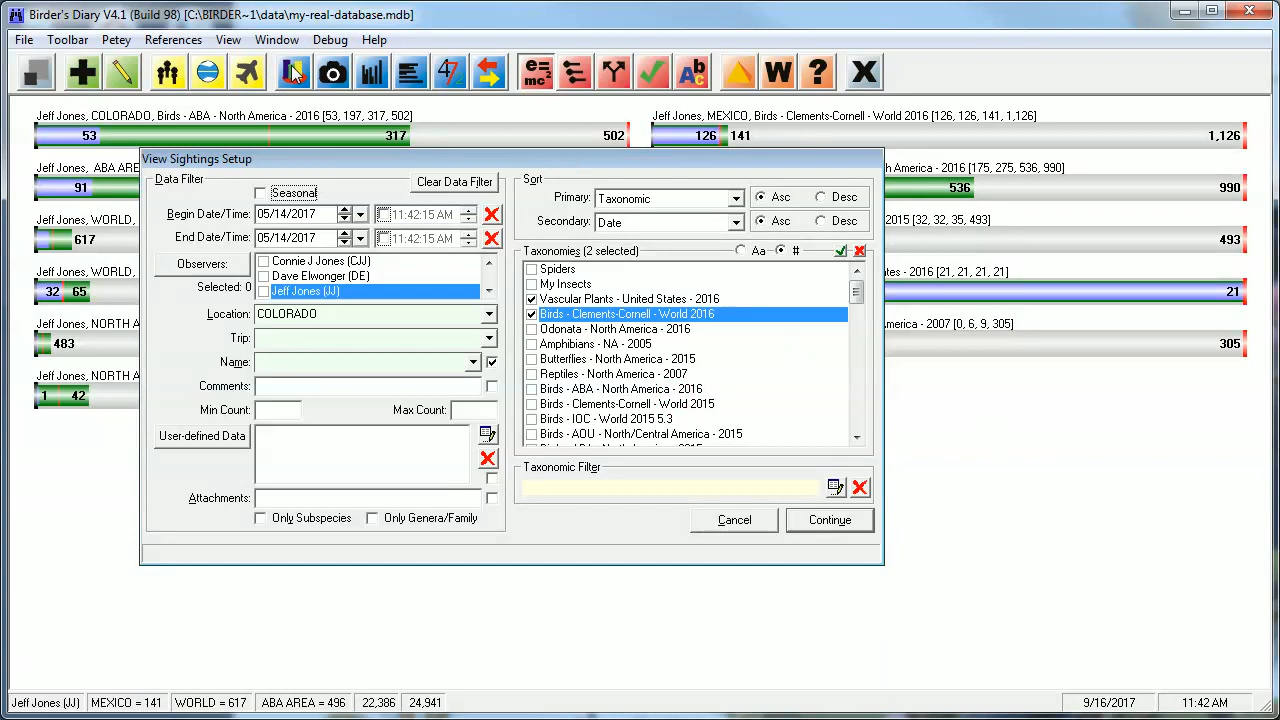 Birder's Diary V4.1 (Build 98) [C:\BIRDER~1\data\my-real-database.mdb]
File Toolbar Petey References View Window Debug Help
e= mc² 47 Abc W ? X
Jeff Jones, COLORADO, Birds - ABA - North America - 2016 [53, 197, 317, 502]
53 317 502
Jeff Jones, MEXICO, Birds - Clements-Cornell - World 2016 [126, 126, 141, 1,126]
126 141 1,126
Jeff Jones, ABA AREA
91
America - 2016 [175, 275, 536, 990]
536 990
Jeff Jones, WORLD,
617
2015 [32, 32, 35, 493]
493
Jeff Jones, WORLD,
32 65
- 2016 [21, 21, 21, 21]
21
Jeff Jones, NORTH A
483
- 2007 [0, 6, 9, 305]
305
Jeff Jones, NORTH A
1 42
View Sightings Setup
Data Filter
Seasonal
Clear Data Filter
Begin Date/Time: 05/14/2017 11:42:15 AM
End Date/Time: 05/14/2017 11:42:15 AM
Observers:
Selected: 0
Connie J Jones (CJJ)
Dave Elwonger (DE)
Jeff Jones (JJ)
Location: COLORADO
Trip:
Name:
Comments:
Min Count: Max Count:
User-defined Data
Attachments:
Only Subspecies Only Genera/Family
Sort
Primary: Taxonomic Asc Desc
Secondary: Date Asc Desc
Taxonomies (2 selected) Aa #
Spiders
My Insects
Vascular Plants - United States - 2016
Birds - Clements-Cornell - World 2016
Odonata - North America - 2016
Amphibians - NA - 2005
Butterflies - North America - 2015
Reptiles - North America - 2007
Birds - ABA - North America - 2016
Birds - Clements-Cornell - World 2015
Birds - IOC - World 2015 5.3
Birds - AOU - North/Central America - 2015
Taxonomic Filter
Cancel Continue
Jeff Jones (JJ) MEXICO = 141 WORLD = 617 ABA AREA = 496 22,386 24,941 9/16/2017 11:42 AM